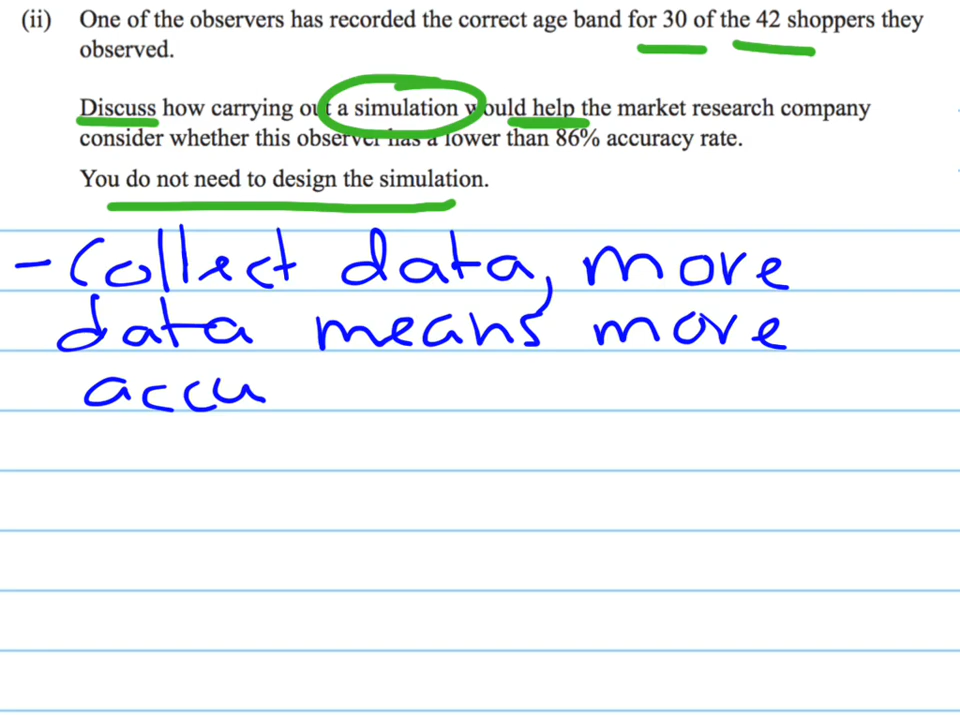 (ii) One of the observers has recorded the correct age band for 30 of the 42 shoppers they
observed.
Discuss how carrying out a simulation would help the market research company
consider whether this observer has a lower than 86% accuracy rate.
You do not need to design the simulation.
- Collect data, more
data means more
accu